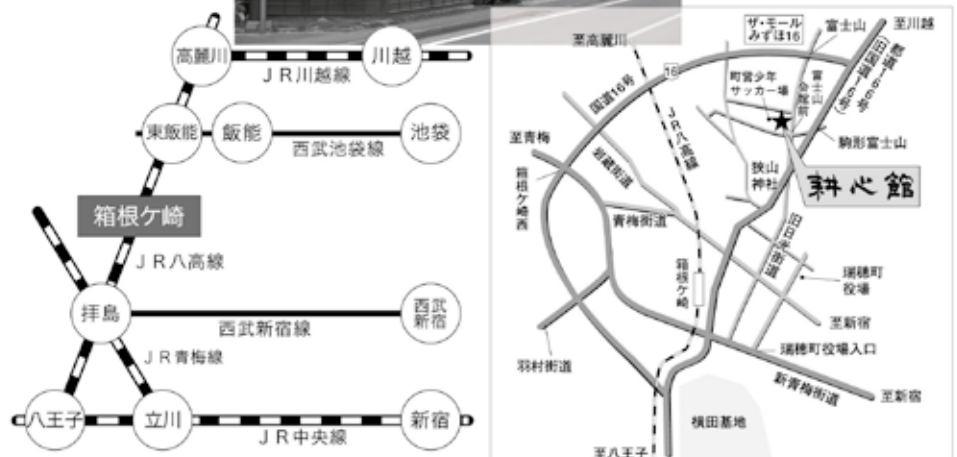 高麗川
川越
JR川越線
東飯能
飯能
池袋
西武池袋線
箱根ケ崎
JR八高線
拝島
西武
新宿
西武新宿線
JR青梅線
八王子
立川
新宿
JR中央線
至高麗川
ザ・モール
みずほ16
富士山
至川越
都道166号
(旧国道16号)
16
国道16号
町営少年
サッカー場
富士山
会館前
駒形富士山
JR八高線
至青梅
岩蔵街道
狭山
神社
耕心館
箱根ケ崎西
青梅街道
旧日光街道
箱根ケ崎
瑞穂町
役場
至新宿
羽村街道
瑞穂町役場入口
新青梅街道
至新宿
横田基地
至八王子